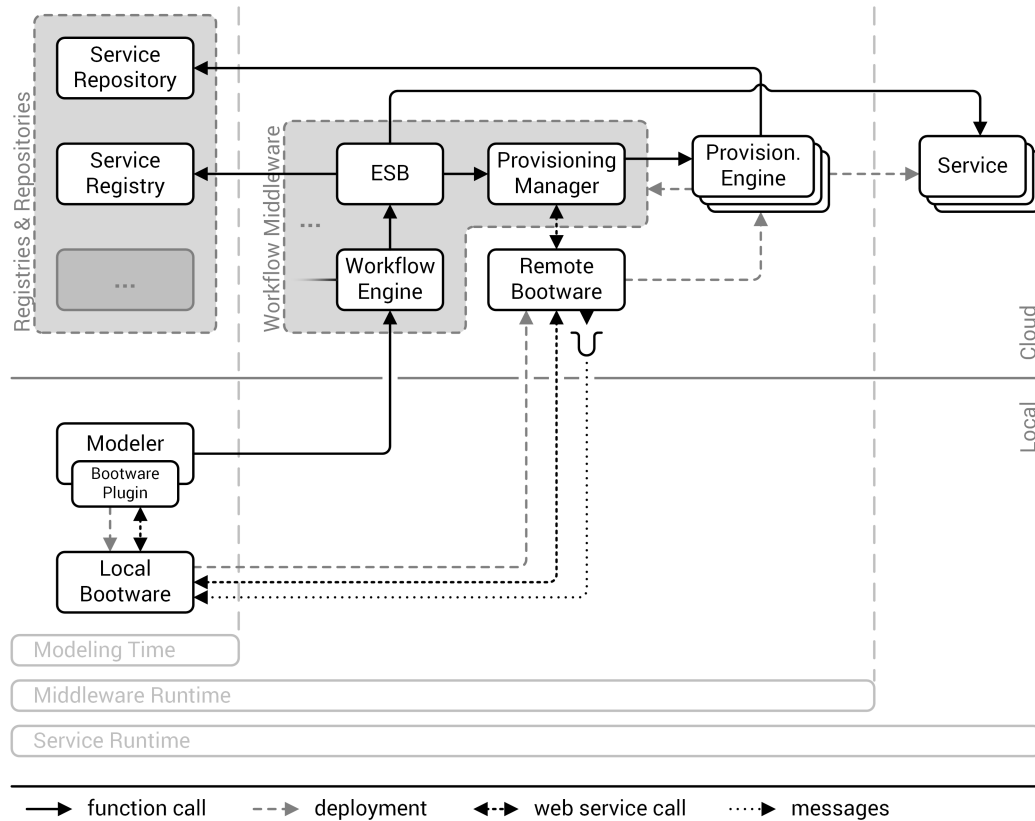 Registries & Repositories
Service
Repository
Service
Registry
...
Workflow Middleware
...
ESB
Provisioning
Manager
Workflow
Engine
Remote
Bootware
Provision.
Engine
Service
Cloud
Local
Modeler
Bootware
Plugin
Local
Bootware
Modeling Time
Middleware Runtime
Service Runtime
function call
deployment
web service call
messages